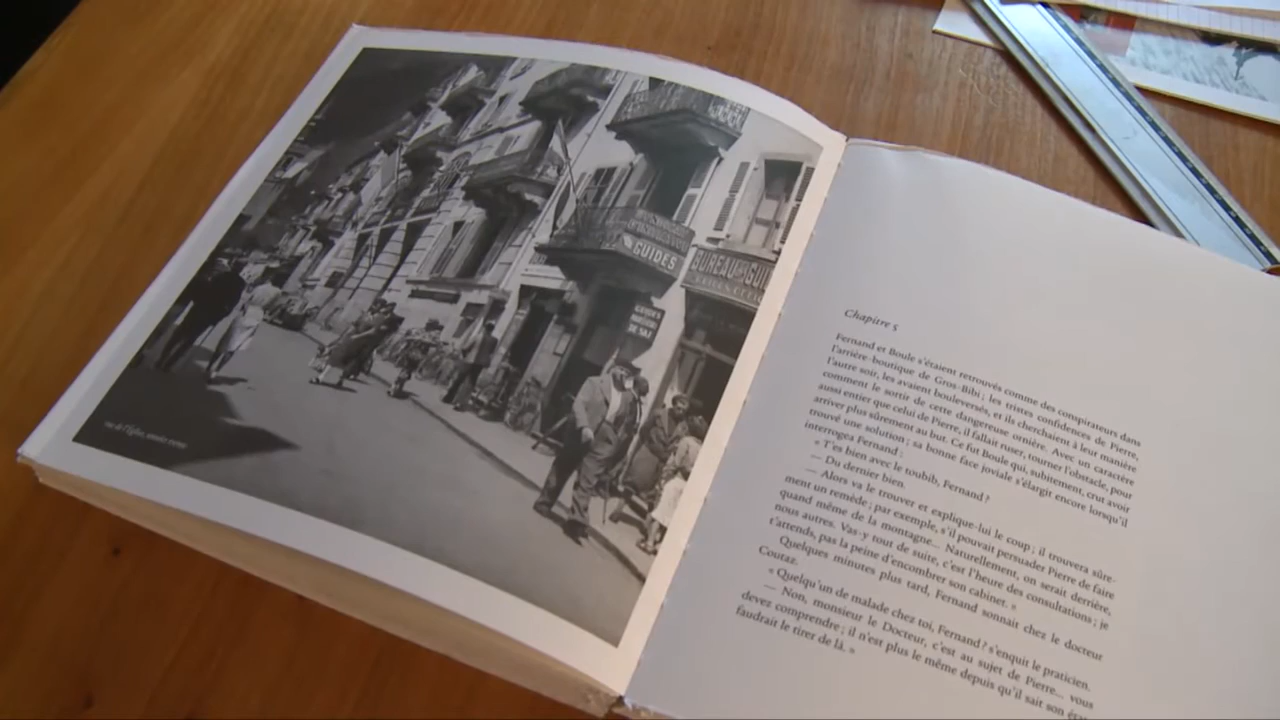 GUIDES
BUREAU
GUIDES
rue de l'Église, années 1930
Chapitre 5
Fernand et Boule s'étaient retrouvés comme des conspirateurs dans
l'arrière-boutique de Gros-Bibi ; les tristes confidences de Pierre,
l'autre soir, les avaient bouleversés, et ils cherchaient à leur manière
comment le sortir de cette dangereuse ornière. Avec un caractère
aussi entier que celui de Pierre, il fallait ruser, tourner l'obstacle, pour
arriver plus sûrement au but. Ce fut Boule qui, subitement, crut avoir
trouvé une solution ; sa bonne face joviale s'élargit encore lorsqu'il
interrogea Fernand :
« T'es bien avec le toubib, Fernand ?
— Du dernier bien.
— Alors va le trouver et explique-lui le coup ; il trouvera sûre-
ment un remède ; par exemple, s'il pouvait persuader Pierre de faire
quand même de la montagne... Naturellement, on serait derrière,
nous autres. Vas-y tout de suite, c'est l'heure des consultations ; je
t'attends, pas la peine d'encombrer son cabinet. »
Quelques minutes plus tard, Fernand sonnait chez le docteur
Coutaz.
« Quelqu'un de malade chez toi, Fernand ? s'enquit le praticien.
— Non, monsieur le Docteur, c'est au sujet de Pierre... vous
devez comprendre ; il n'est plus le même depuis qu'il sait son
faudrait le tirer de là. »